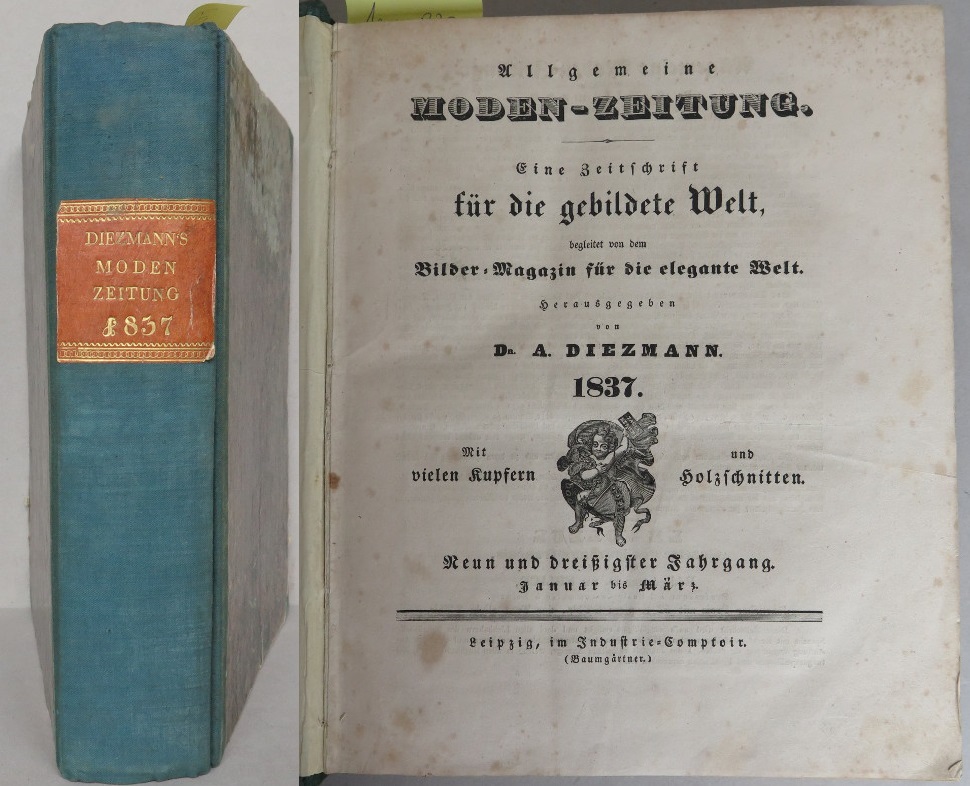 DIEZMANN'S
MODEN
ZEITUNG
1837
Allgemeine
MODEN-ZEITUNG.
Eine Zeitschrift
für die gebildete Welt,
begleitet von dem
Bilder-Magazin für die elegante Welt.
Herausgegeben
von
DR. A. DIEZMANN.
1837.
Mit
vielen Kupfern
und
Holzschnitten.
Neun und dreißigster Jahrgang.
Januar bis März.
Leipzig, im Industrie-Comptoir.
(Baumgärtner.)